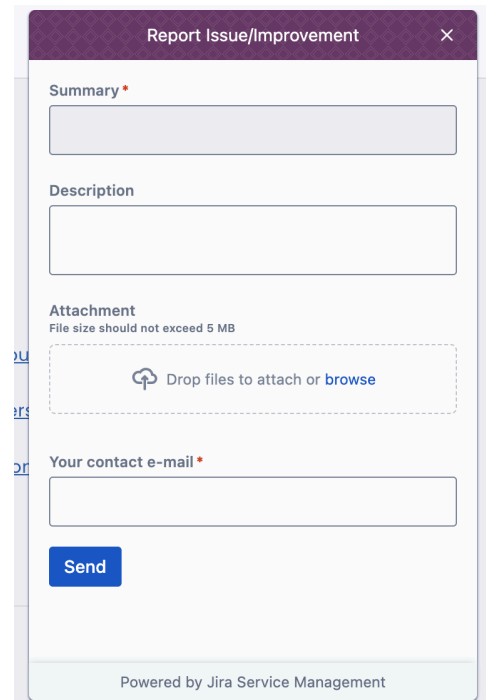 Report Issue/Improvement
Summary *
Description
Attachment
File size should not exceed 5 MB
Drop files to attach or browse
Your contact e-mail *
Send
Powered by Jira Service Management